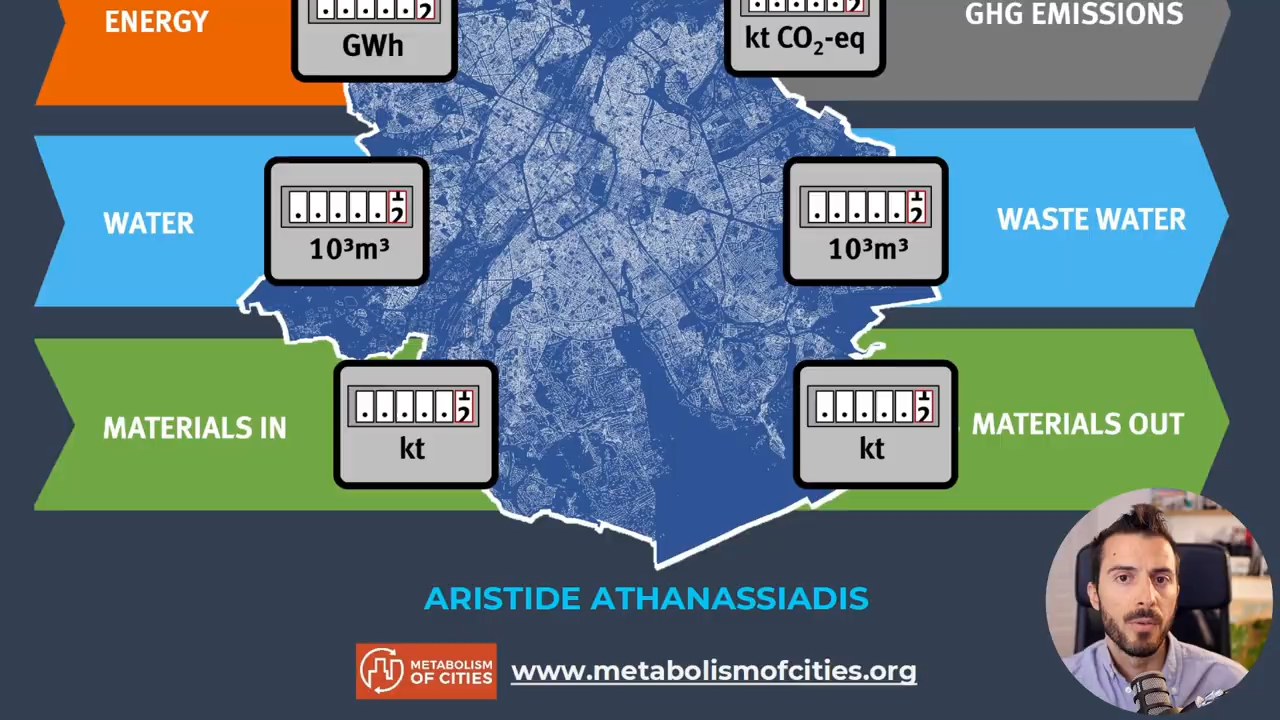 ENERGY
GWh
kt CO₂-eq
GHG EMISSIONS
WATER
10³m³
10³m³
WASTE WATER
MATERIALS IN
kt
kt
MATERIALS OUT
ARISTIDE ATHANASSIADIS
METABOLISM
OF CITIES
www.metabolismofcities.org